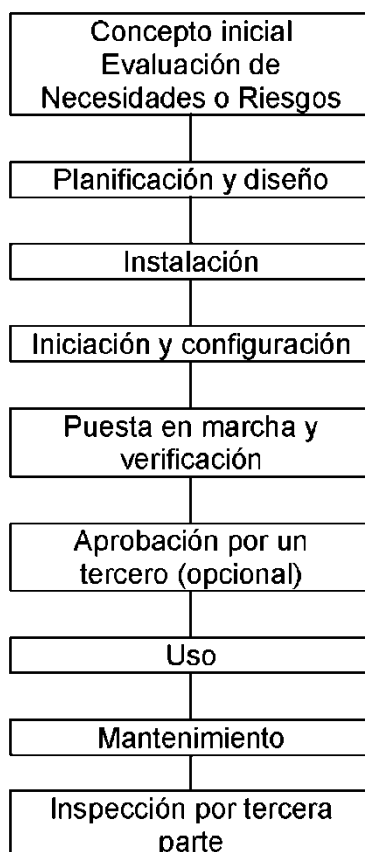 Concepto inicial
Evaluación de
Necesidades o Riesgos
Planificación y diseño
Instalación
Iniciación y configuración
Puesta en marcha y
verificación
Aprobación por un
tercero (opcional)
Uso
Mantenimiento
Inspección por tercera
parte